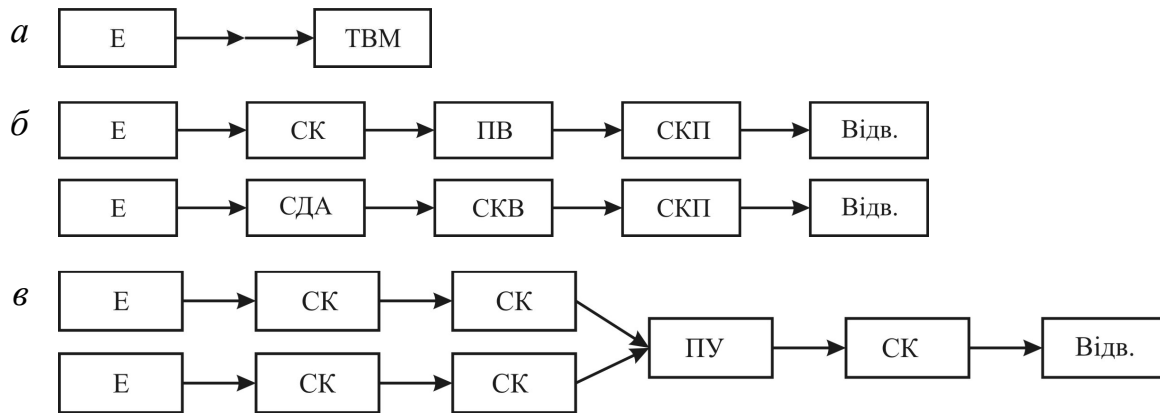 а Е ТВМ
б Е СК ПВ СКП Відв.
Е СДА СКВ СКП Відв.
в Е СК СК
ПУ СК Відв.
Е СК СК